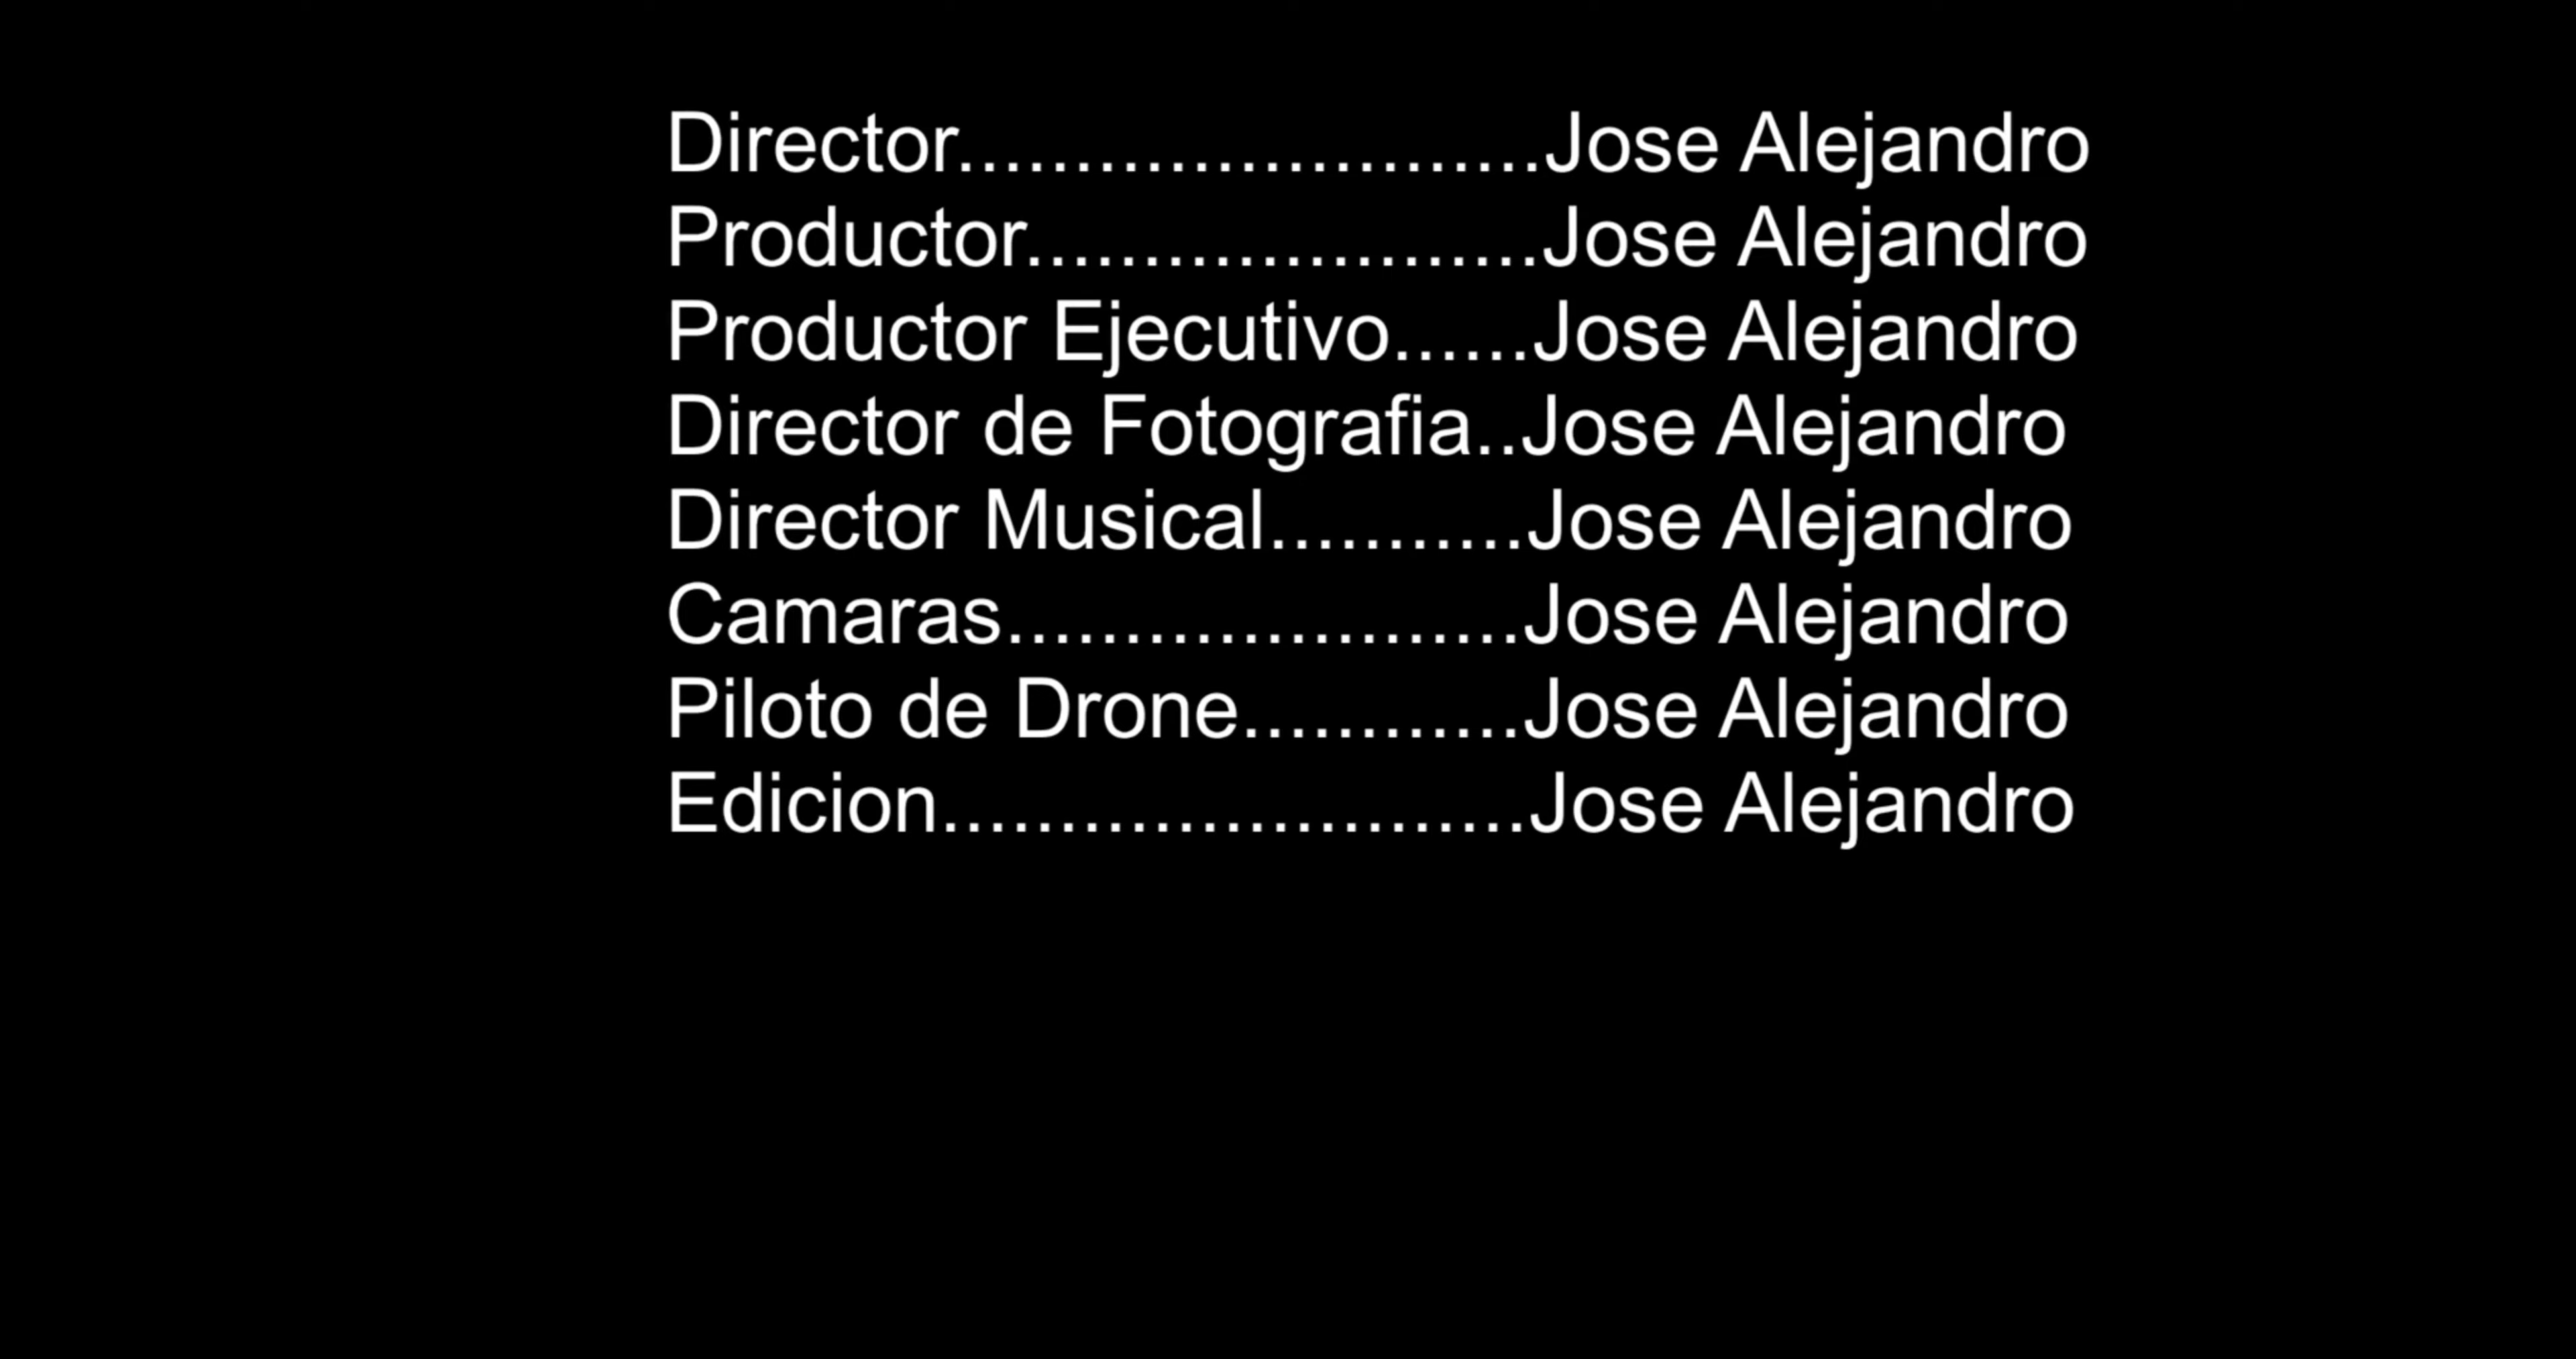 Director.........................Jose Alejandro
Productor......................Jose Alejandro
Productor Ejecutivo......Jose Alejandro
Director de Fotografia..Jose Alejandro
Director Musical...........Jose Alejandro
Camaras......................Jose Alejandro
Piloto de Drone............Jose Alejandro
Edicion.........................Jose Alejandro